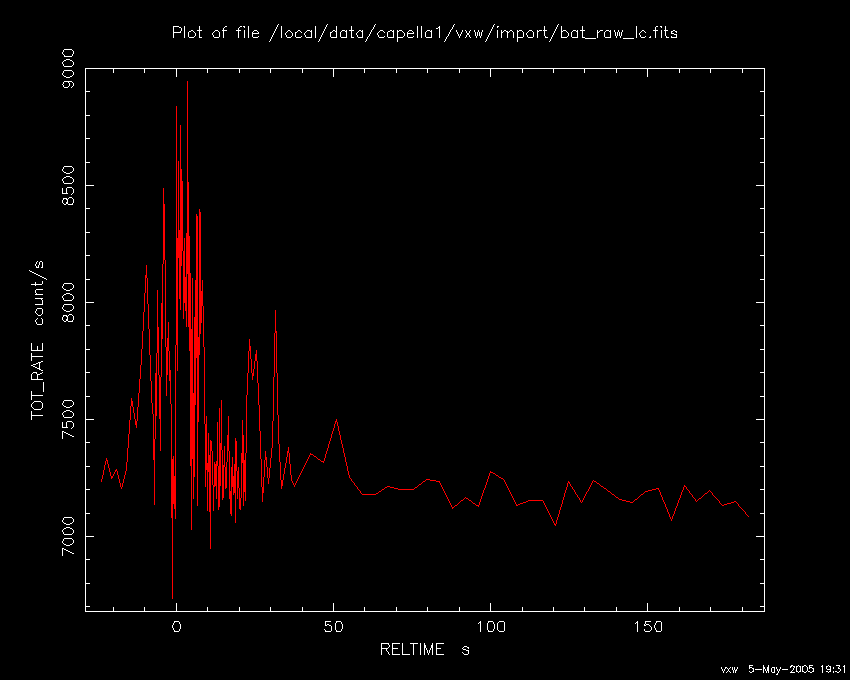 Plot of file /local/data/capella1/vxw/import/bat_raw_lc.fits
9000
8500
8000
7500
7000
TOT_RATE count/s
0 50 100 150
RELTIME s
vxw 5-May-2005 19:31